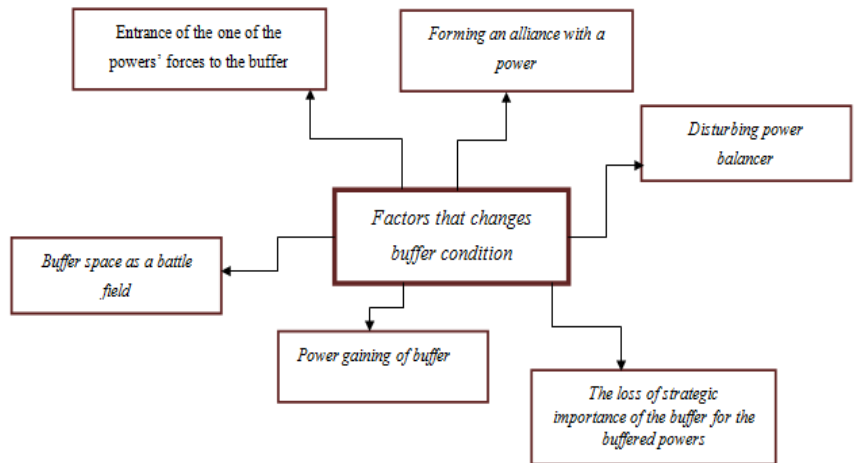 Entrance of the one of the
powers’ forces to the buffer
Forming an alliance with a
power
Disturbing power
balancer
Factors that changes
buffer condition
Buffer space as a battle
field
Power gaining of buffer
The loss of strategic
importance of the buffer for the
buffered powers